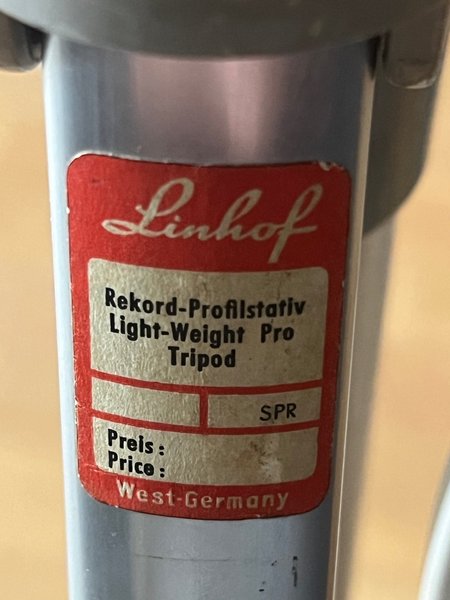 Linhof
Rekord-Profilstativ
Light-Weight Pro
Tripod
SPR
Preis:
Price:
West-Germany